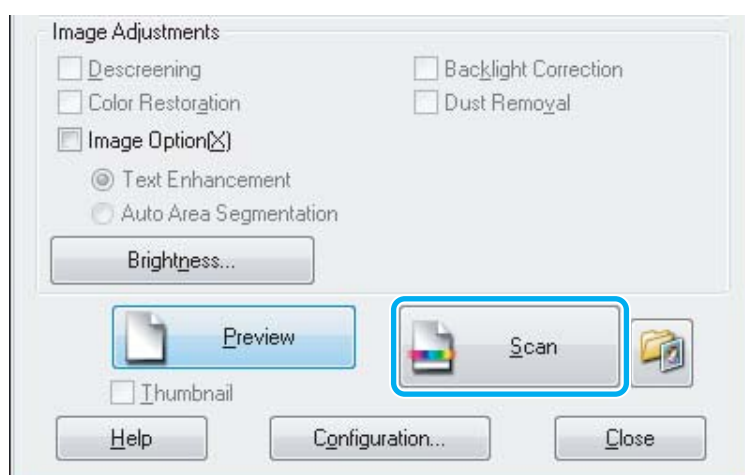 Image Adjustments
Descreening Backlight Correction
Color Restoration Dust Removal
Image Option(X)
Text Enhancement
Auto Area Segmentation
Brightness...
Preview Scan
Thumbnail
Help Configuration... Close